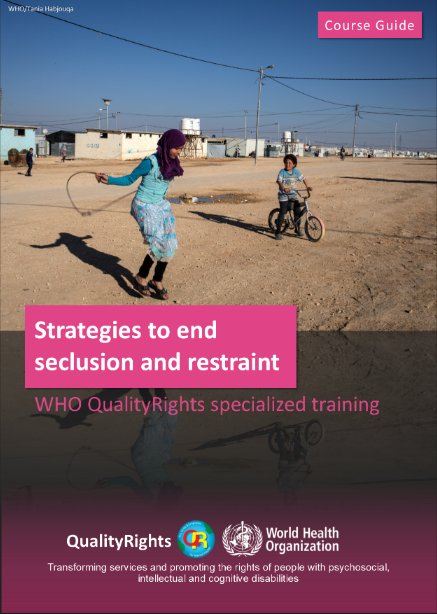 WHO/Tania Habjouqa
Course Guide
Strategies to end
seclusion and restraint
WHO QualityRights specialized training
QualityRights
QR
World Health
Organization
Transforming services and promoting the rights of people with psychosocial,
intellectual and cognitive disabilities